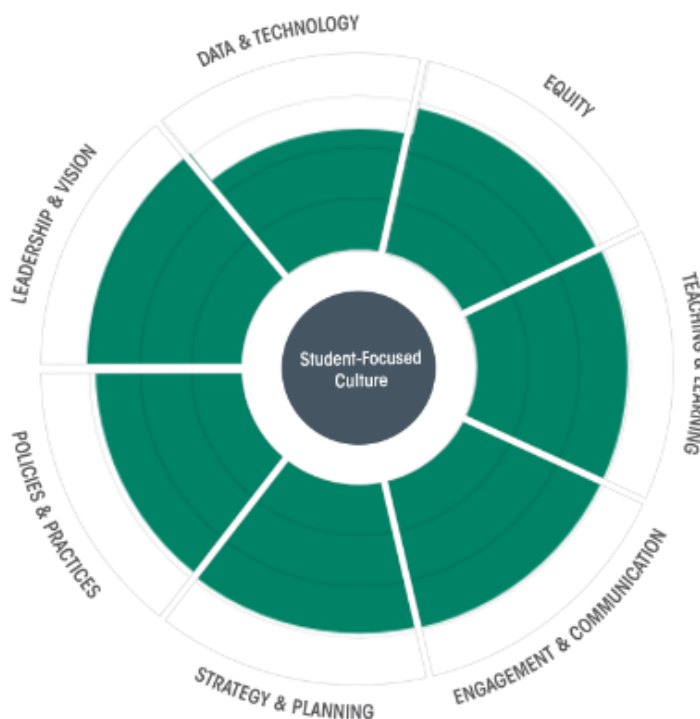 DATA & TECHNOLOGY
EQUITY
TEACHING & LEARNING
ENGAGEMENT & COMMUNICATION
STRATEGY & PLANNING
POLICIES & PRACTICES
LEADERSHIP & VISION
Student-Focused
Culture